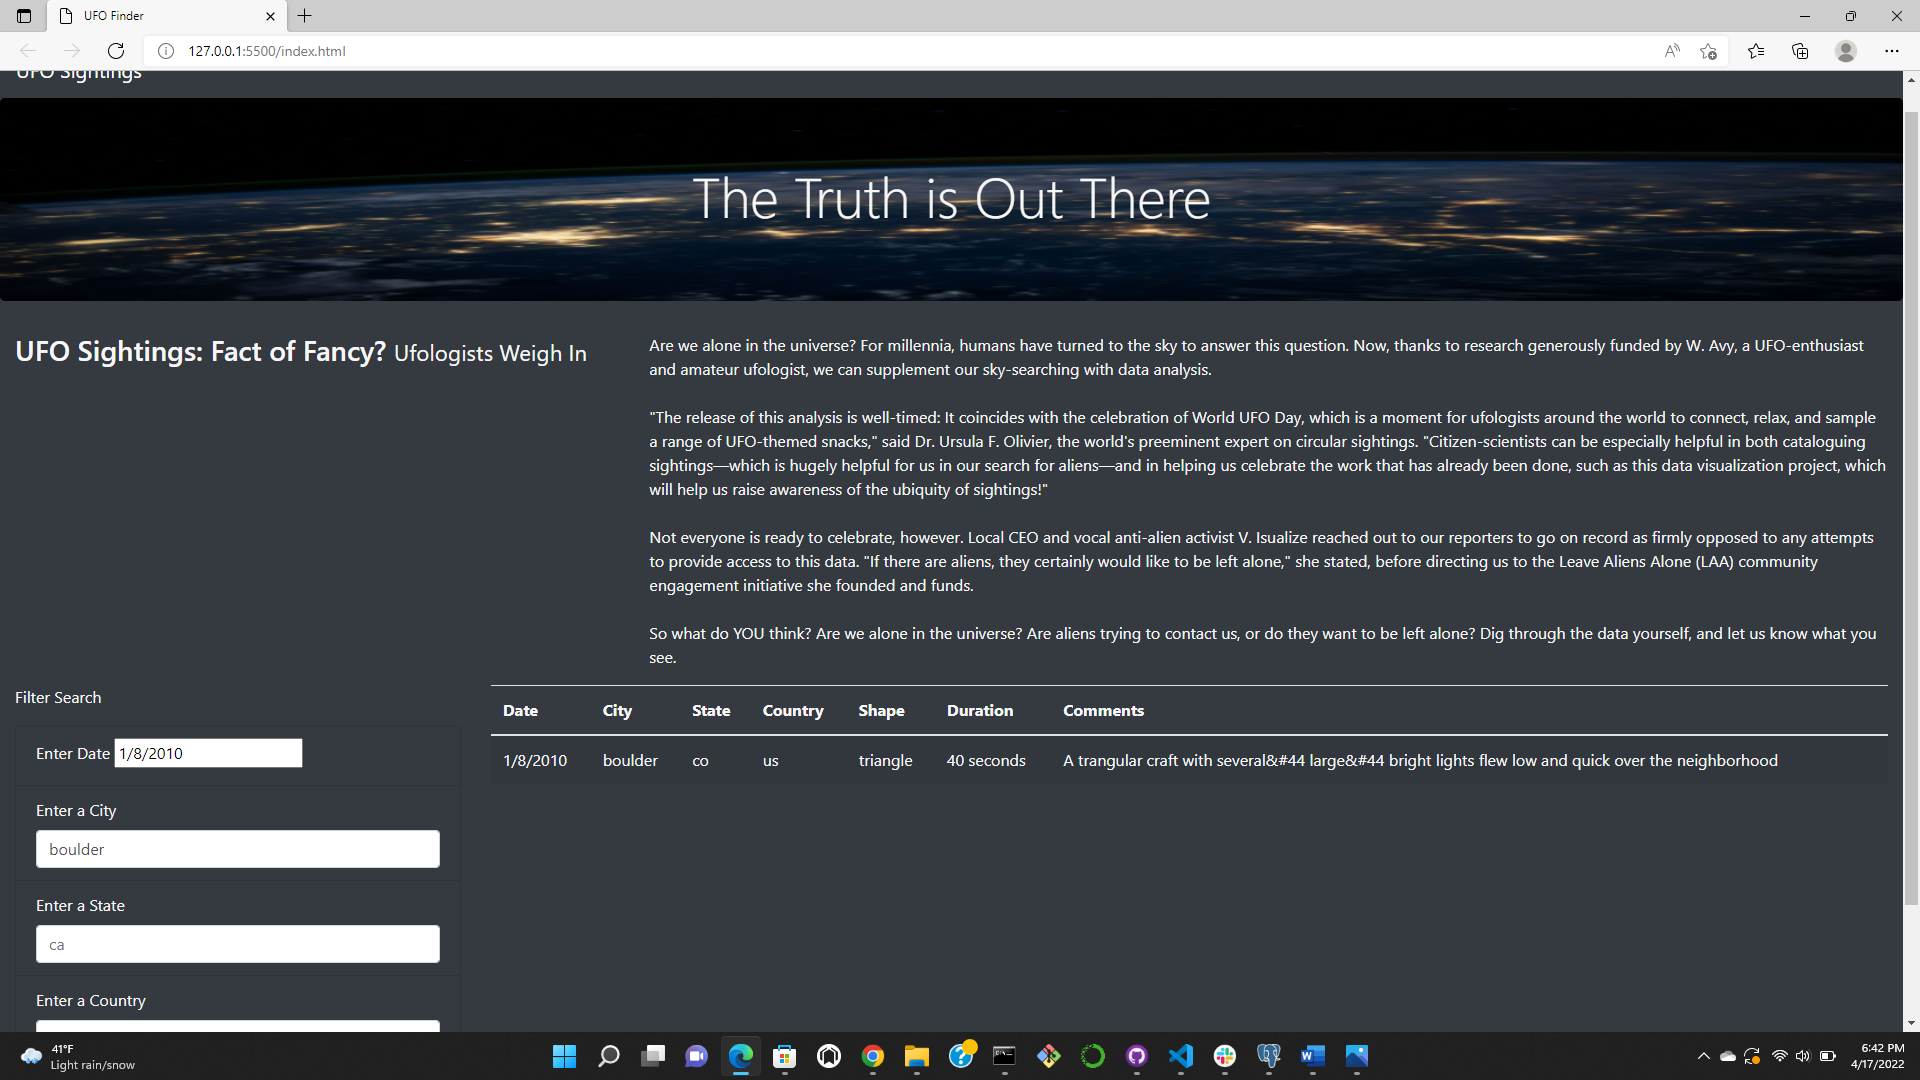 UFO Finder
127.0.0.1:5500/index.html
UFO Sightings
The Truth is Out There
UFO Sightings: Fact of Fancy? Ufologists Weigh In
Are we alone in the universe? For millennia, humans have turned to the sky to answer this question. Now, thanks to research generously funded by W. Avy, a UFO-enthusiast
and amateur ufologist, we can supplement our sky-searching with data analysis.
"The release of this analysis is well-timed: It coincides with the celebration of World UFO Day, which is a moment for ufologists around the world to connect, relax, and sample
a range of UFO-themed snacks," said Dr. Ursula F. Olivier, the world's preeminent expert on circular sightings. "Citizen-scientists can be especially helpful in both cataloguing
sightings—which is hugely helpful for us in our search for aliens—and in helping us celebrate the work that has already been done, such as this data visualization project, which
will help us raise awareness of the ubiquity of sightings!"
Not everyone is ready to celebrate, however. Local CEO and vocal anti-alien activist V. Isualize reached out to our reporters to go on record as firmly opposed to any attempts
to provide access to this data. "If there are aliens, they certainly would like to be left alone," she stated, before directing us to the Leave Aliens Alone (LAA) community
engagement initiative she founded and funds.
So what do YOU think? Are we alone in the universe? Are aliens trying to contact us, or do they want to be left alone? Dig through the data yourself, and let us know what you
see.
Filter Search
Enter Date 1/8/2010
Enter a City
boulder
Enter a State
ca
Enter a Country
Date City State Country Shape Duration Comments
1/8/2010 boulder co us triangle 40 seconds A trangular craft with several&#44 large&#44 bright lights flew low and quick over the neighborhood
41°F
Light rain/snow
6:42 PM
4/17/2022